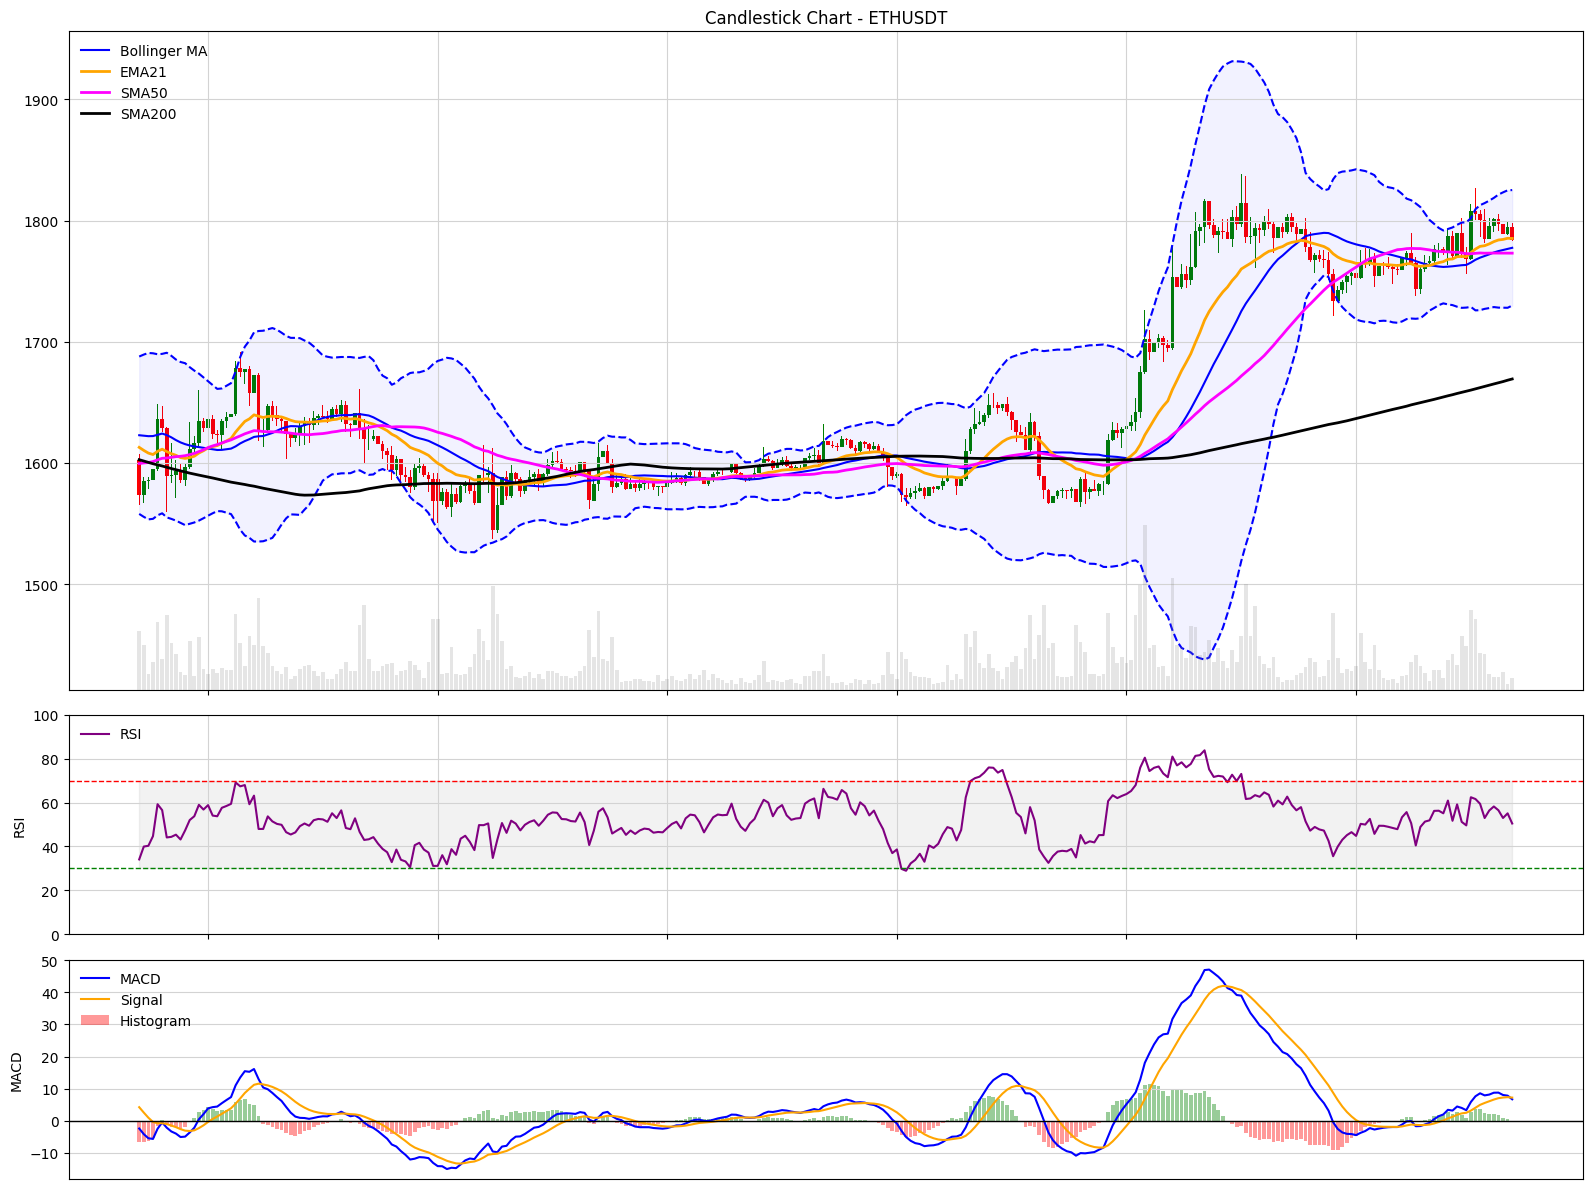 Candlestick Chart - ETHUSDT
Bollinger MA
EMA21
SMA50
SMA200
1900
1800
1700
1600
1500
RSI
RSI
100
80
60
40
20
0
MACD
Signal
Histogram
MACD
50
40
30
20
10
0
−10